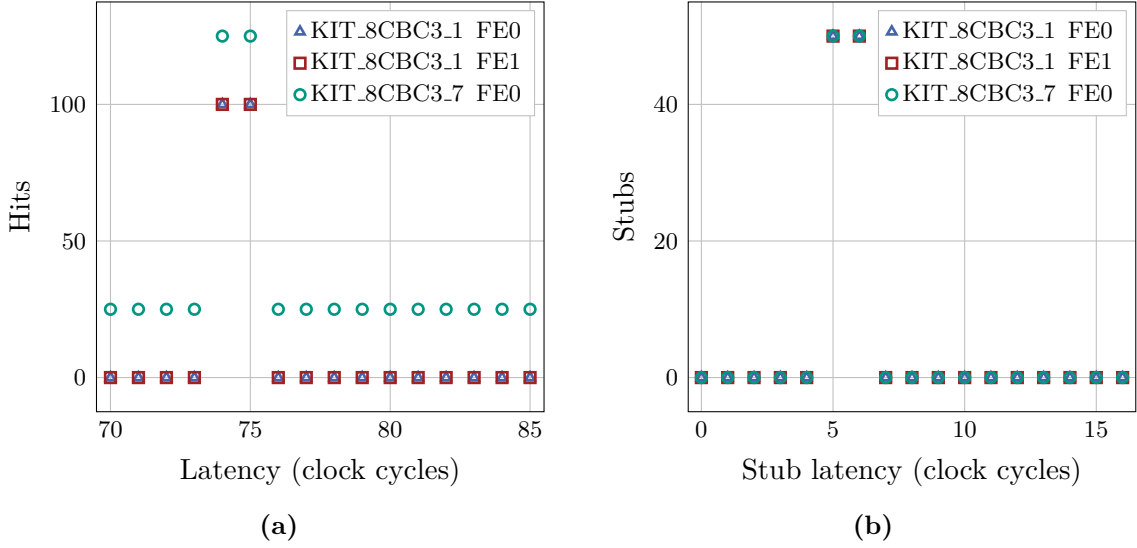 KIT_8CBC3_1 FE0
KIT_8CBC3_1 FE1
KIT_8CBC3_7 FE0
100
50
0
Hits
70
75
80
85
Latency (clock cycles)
(a)
KIT_8CBC3_1 FE0
KIT_8CBC3_1 FE1
KIT_8CBC3_7 FE0
40
20
0
Stubs
0
5
10
15
Stub latency (clock cycles)
(b)